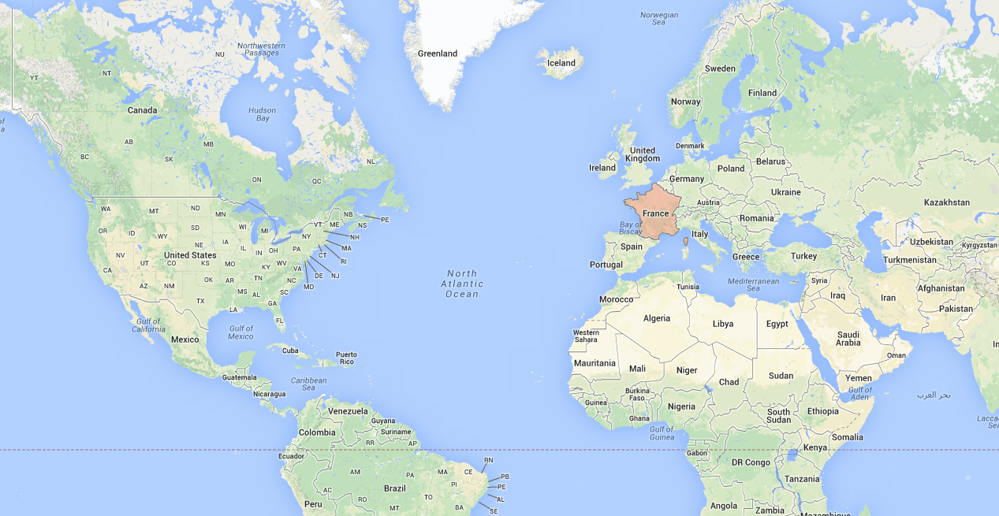 Norwegian
Sea
Greenland
Iceland
Northwestern
Passages
NU
YT
NT
Sweden
Finland
Norway
Canada
Hudson
Bay
AB
MB
BC
SK
NL
ON
QC
United
Kingdom
Ireland
Denmark
Belarus
Poland
Germany
Ukraine
Austria
Kazakhstan
France
Romania
Bay of
Biscay
Italy
Spain
Portugal
Greece
Turkey
Uzbekistan
Kyrgyzstan
Turkmenistan
WA
MT
ND
MN
NB
PE
VT
ME
NS
OR
ID
WY
SD
WI
MI
NY
NH
IA
MA
NE
IL
IN
OH
PA
CT
RI
NV
United States
UT
CO
KS
MO
WV
KY
VA
CA
DE
NJ
OK
AR
TN
NC
MD
AZ
NM
MS
AL
SC
TX
GA
LA
FL
North
Atlantic
Ocean
Mediterranean
Sea
Tunisia
Syria
Iraq
Iran
Afghanistan
Pakistan
Morocco
Algeria
Libya
Egypt
Western
Sahara
Saudi
Arabia
Oman
In
Gulf of
California
Gulf of
Mexico
Mexico
Cuba
Puerto
Rico
Guatemala
Caribbean
Sea
Nicaragua
Mauritania
Mali
Niger
Chad
Sudan
Yemen
Gulf of
Aden
بحر العرب
Burkina
Faso
Guinea
Ghana
Nigeria
South
Sudan
Ethiopia
Somalia
Gulf of
Guinea
Venezuela
Guyana
Suriname
Colombia
RR
AP
Ecuador
Gabon
DR Congo
Kenya
Tanzania
Lacca
Sea
AM
PA
MA
CE
RN
PB
PE
AL
SE
PI
AC
Brazil
TO
RO
Peru
MT
BA
Angola
Zambia
Mozambique
of
a